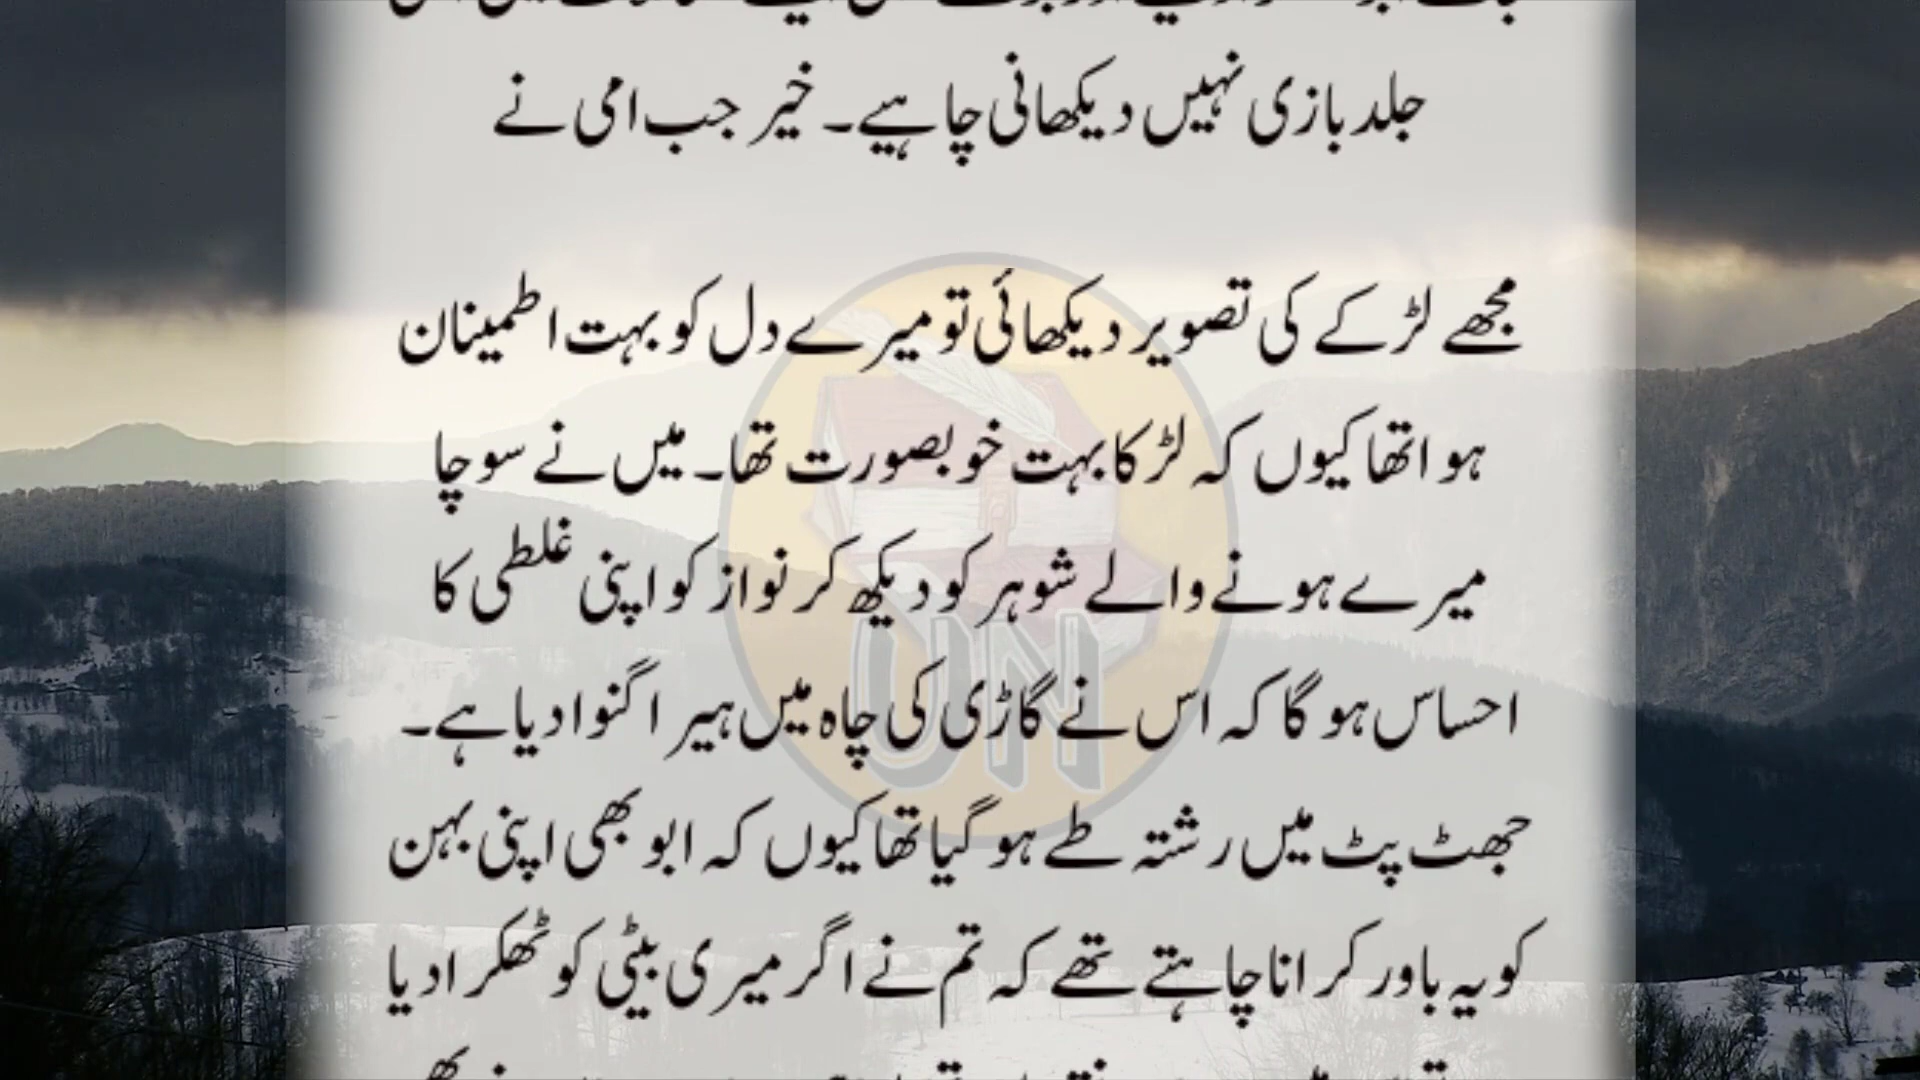 جلد بازی نہیں دیکھانی چاہیے۔ خیر جب امی نے
مجھے لڑکے کی تصویر دیکھائی تو میرے دل کو بہت اطمینان
ہوا تھا کیوں کہ لڑکا بہت خوبصورت تھا۔ میں نے سوچا
میرے ہونے والے شوہر کو دیکھ کر نواز کو اپنی غلطی کا
احساس ہو گا کہ اس نے گاڑی کی چاہ میں ہیرا گنوا دیا ہے۔
جھٹ پٹ میں رشتہ طے ہو گیا تھا کیوں کہ ابو بھی اپنی بہن
کو یہ باور کرانا چاہتے تھے کہ تم نے اگر میری بیٹی کو ٹھکرا دیا
UN